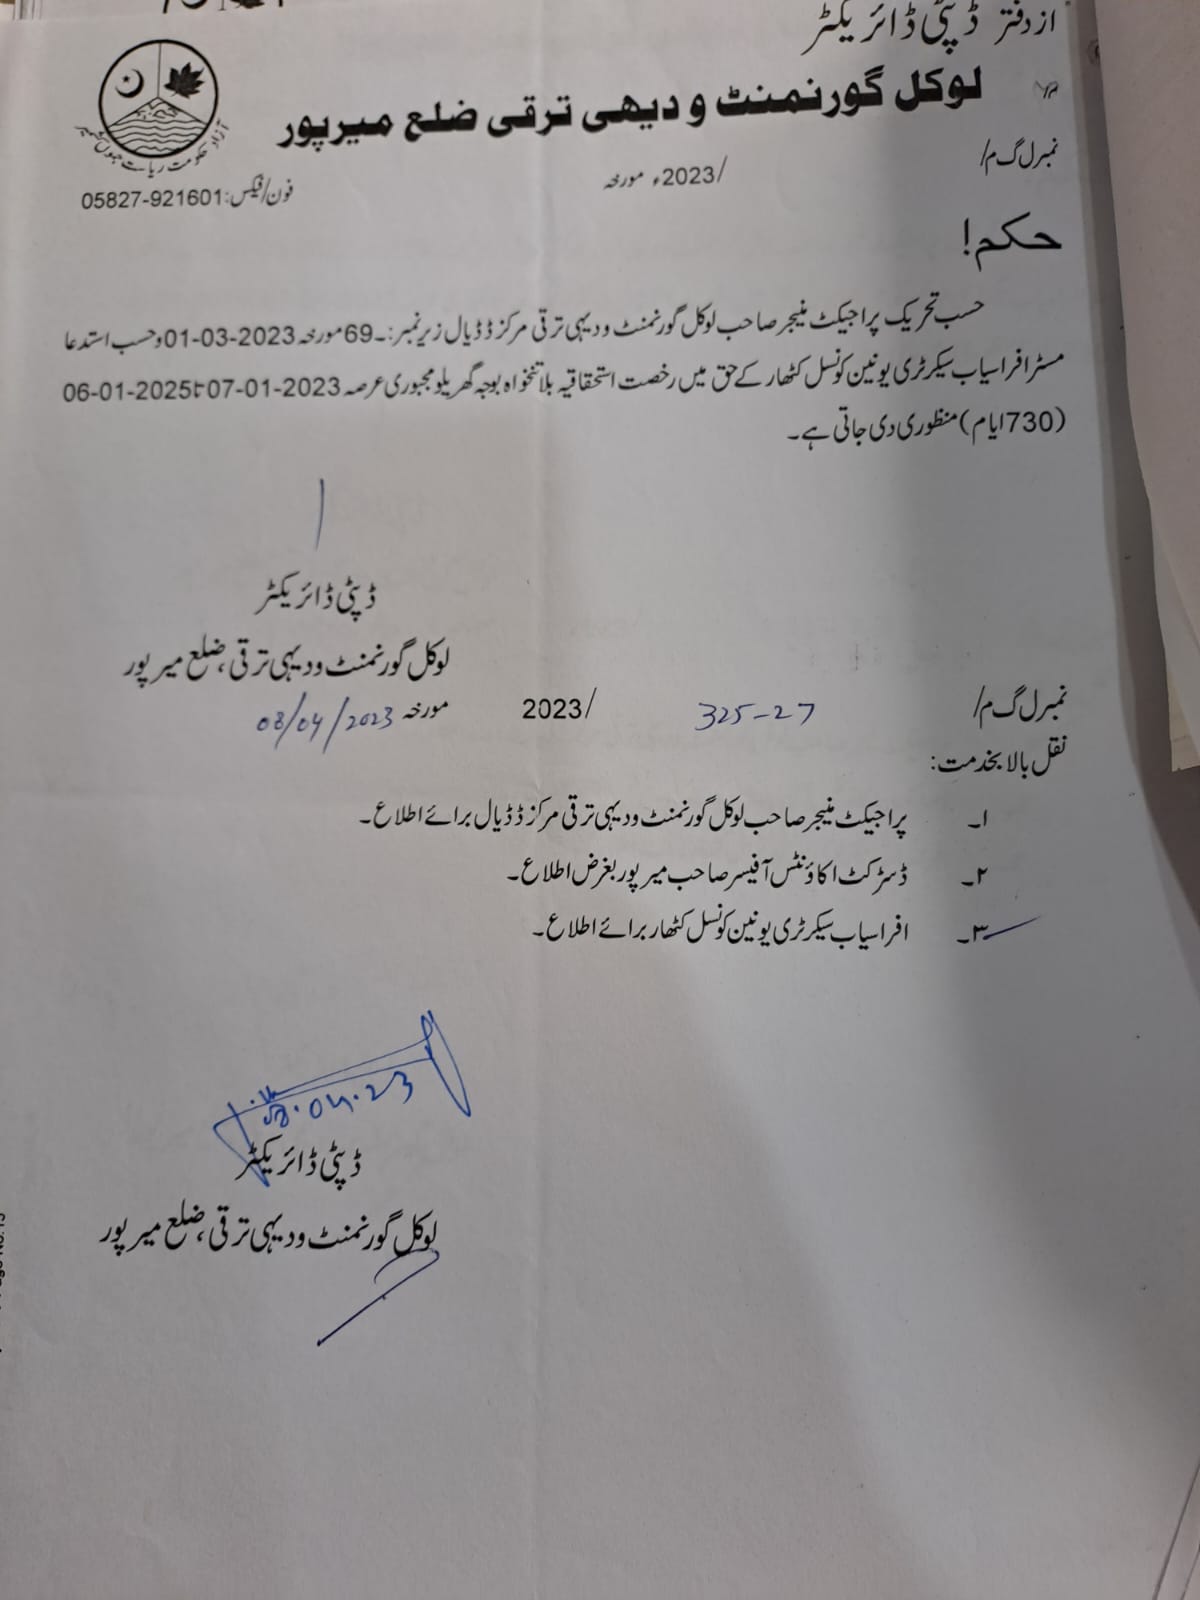 از دفتر ڈپٹی ڈائریکٹر
لوکل گورنمنٹ و دیہی ترقی ضلع میرپور
آزاد حکومت ریاست جموں کشمیر
نمبر ل گ م/ /2023ء مورخہ
فون/فیکس: 05827-921601
حکم!
حسب تحریک پراجیکٹ منیجر صاحب لوکل گورنمنٹ و دیہی ترقی مرکز ڈڈیال زیر نمبر:۔69 مورخہ 2023-03-01 و حسب استدعا
مسٹر افراسیاب سیکرٹری یونین کونسل کٹھار کے حق میں رخصت استحقاقیہ بلا تنخواہ بوجہ گھریلو مجبوری عرصہ 2023-01-07 تا 2025-01-06
(730 ایام) منظوری دی جاتی ہے۔
ڈپٹی ڈائریکٹر
لوکل گورنمنٹ و دیہی ترقی، ضلع میرپور
نمبر ل گ م/ 325-27 /2023 مورخہ 03/04/2023
نقل بالا بخدمت:
۱۔ پراجیکٹ منیجر صاحب لوکل گورنمنٹ و دیہی ترقی مرکز ڈڈیال برائے اطلاع۔
۲۔ ڈسٹرکٹ اکاؤنٹس آفیسر صاحب میرپور بغرض اطلاع۔
۳۔ افراسیاب سیکرٹری یونین کونسل کٹھار برائے اطلاع۔
ڈپٹی ڈائریکٹر
لوکل گورنمنٹ و دیہی ترقی، ضلع میرپور